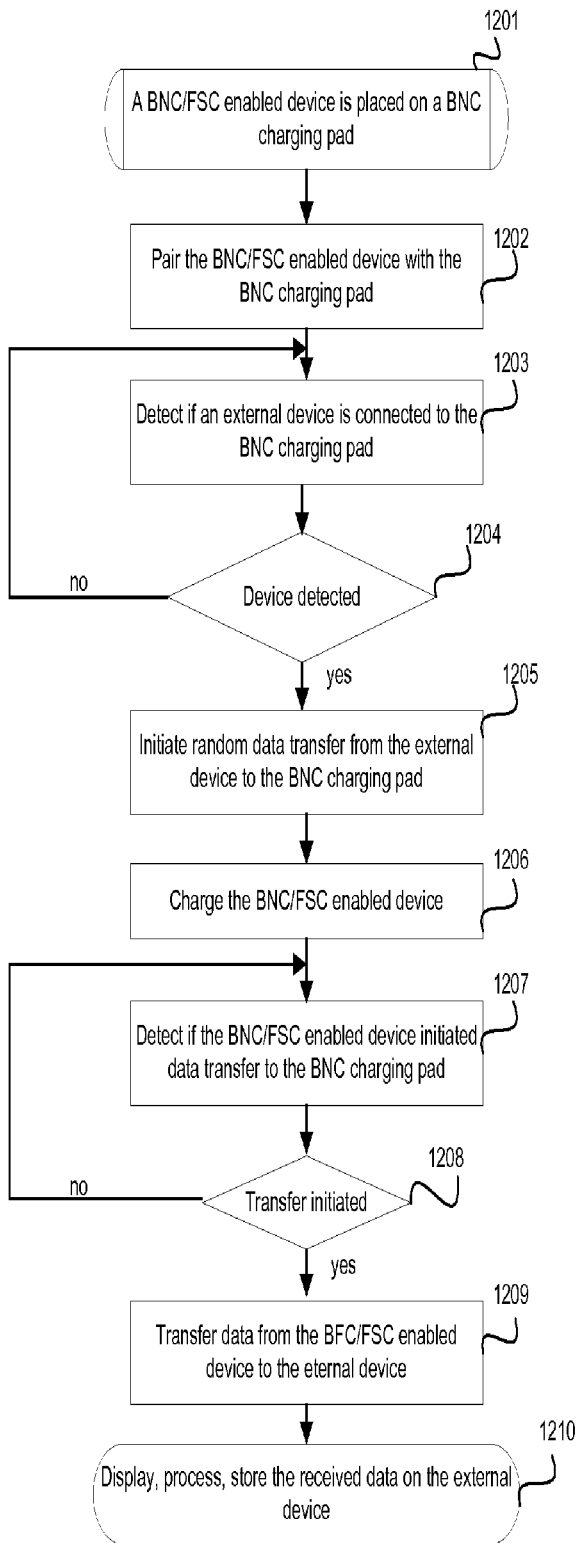 1201
A BNC/FSC enabled device is placed on a BNC
charging pad
1202
Pair the BNC/FSC enabled device with the
BNC charging pad
1203
Detect if an external device is connected to the
BNC charging pad
1204
Device detected
no
yes
1205
Initiate random data transfer from the external
device to the BNC charging pad
1206
Charge the BNC/FSC enabled device
1207
Detect if the BNC/FSC enabled device initiated
data transfer to the BNC charging pad
1208
Transfer initiated
no
yes
1209
Transfer data from the BFC/FSC enabled
device to the eternal device
1210
Display, process, store the received data on the external
device